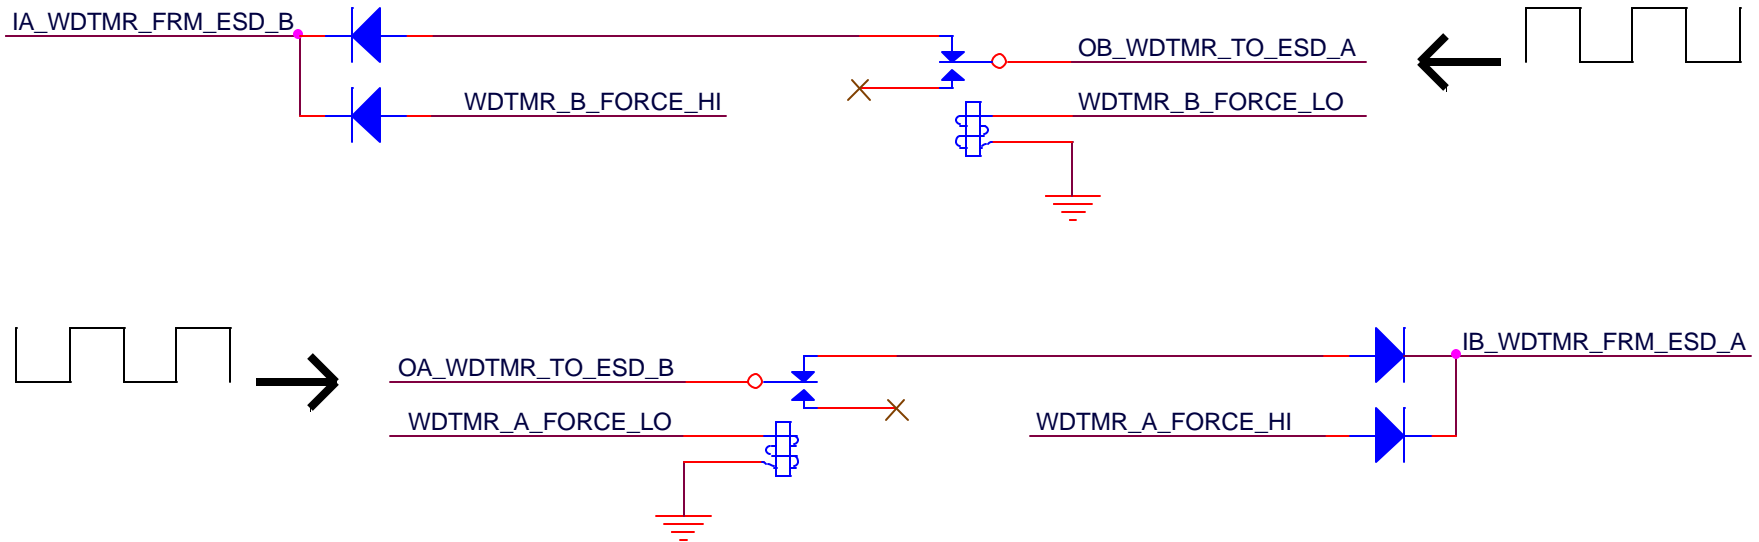 IA_WDTMR_FRM_ESD_B
OB_WDTMR_TO_ESD_A
WDTMR_B_FORCE_HI
WDTMR_B_FORCE_LO
IB_WDTMR_FRM_ESD_A
OA_WDTMR_TO_ESD_B
WDTMR_A_FORCE_LO
WDTMR_A_FORCE_HI